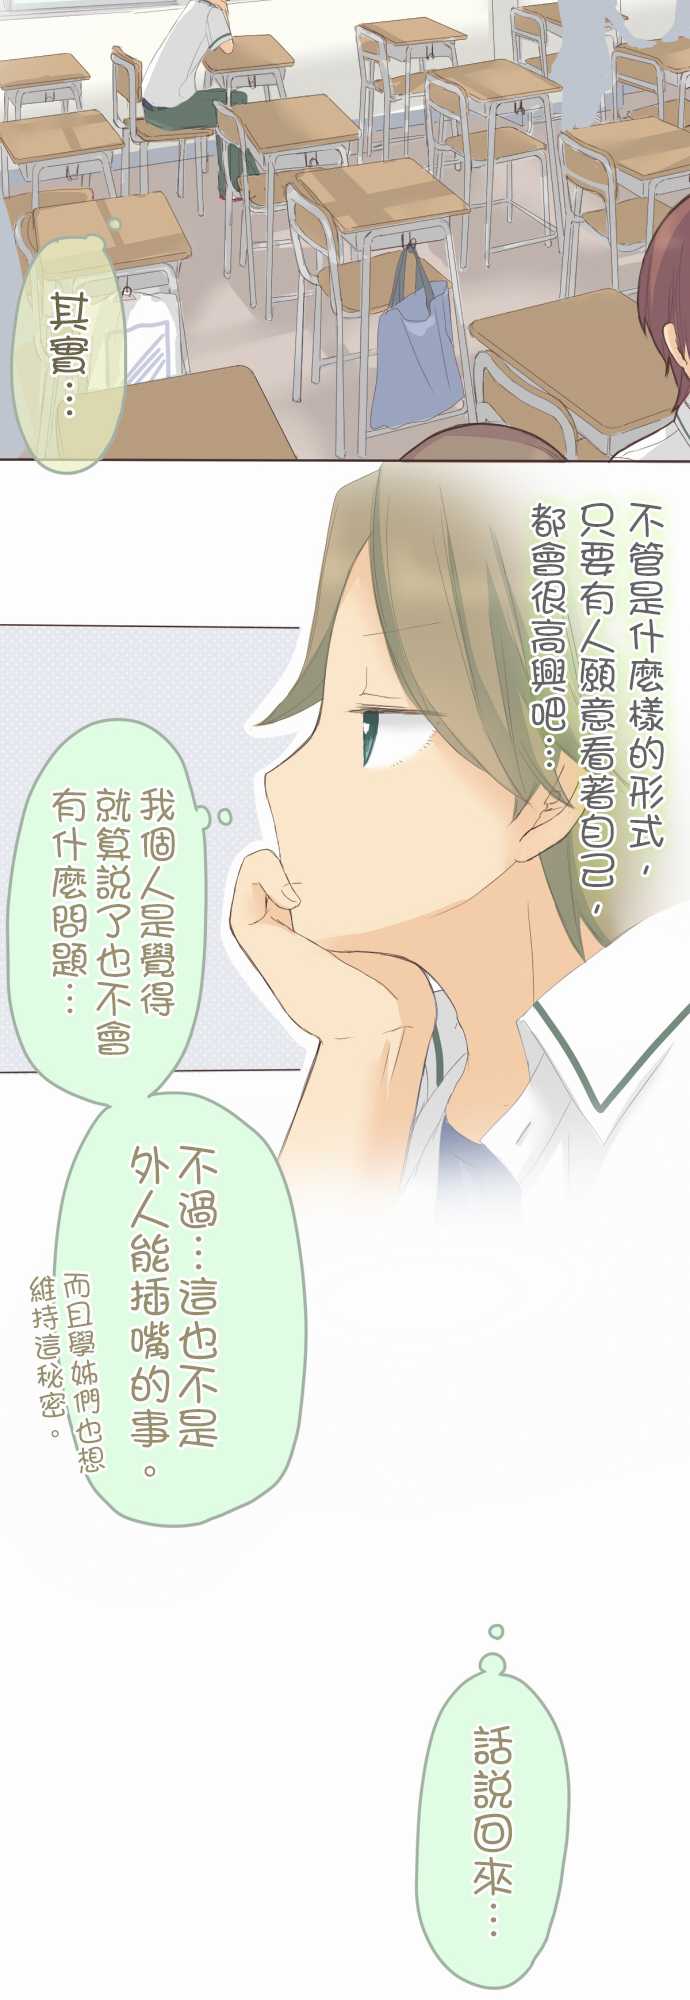 其實…
不管是什麼樣的形式，
只要有人願意看著自己，
都會很高興吧…
我個人是覺得
就算說了也不會
有什麼問題…
不過…這也不是
外人能插嘴的事。
而且學姊們也想
維持這秘密。
話說回來…